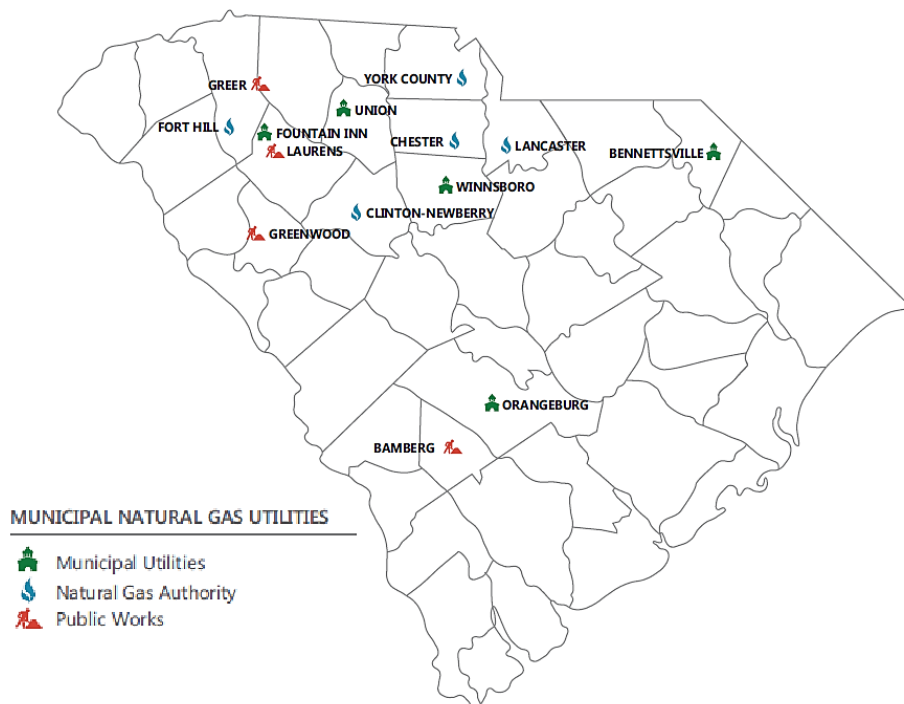 YORK COUNTY
GREER
UNION
FORT HILL
FOUNTAIN INN
CHESTER
LANCASTER
LAURENS
BENNETTSVILLE
WINNSBORO
CLINTON-NEWBERRY
GREENWOOD
ORANGEBURG
BAMBERG
MUNICIPAL NATURAL GAS UTILITIES
Municipal Utilities
Natural Gas Authority
Public Works